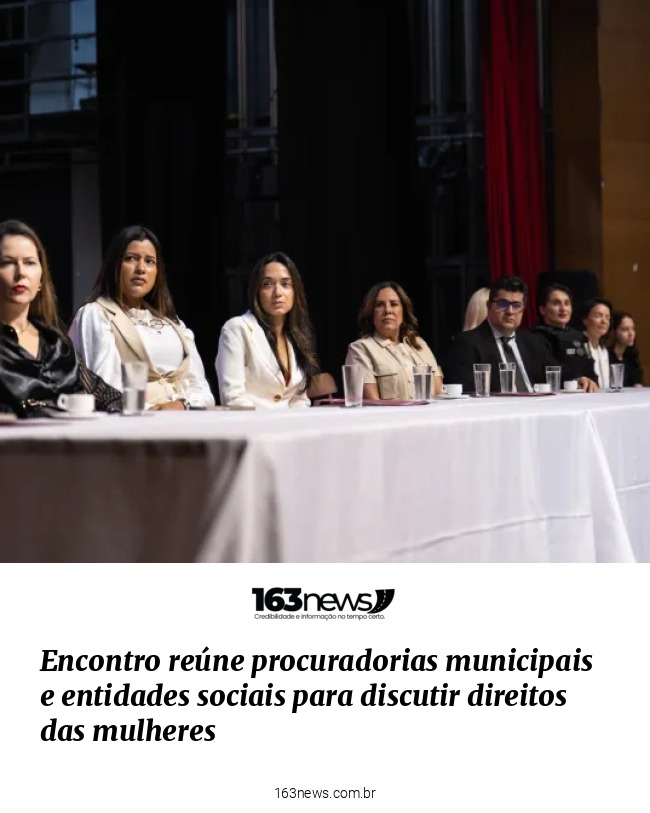 163news
Credibilidade e informação no tempo certo.
Encontro reúne procuradorias municipais
e entidades sociais para discutir direitos
das mulheres
163news.com.br